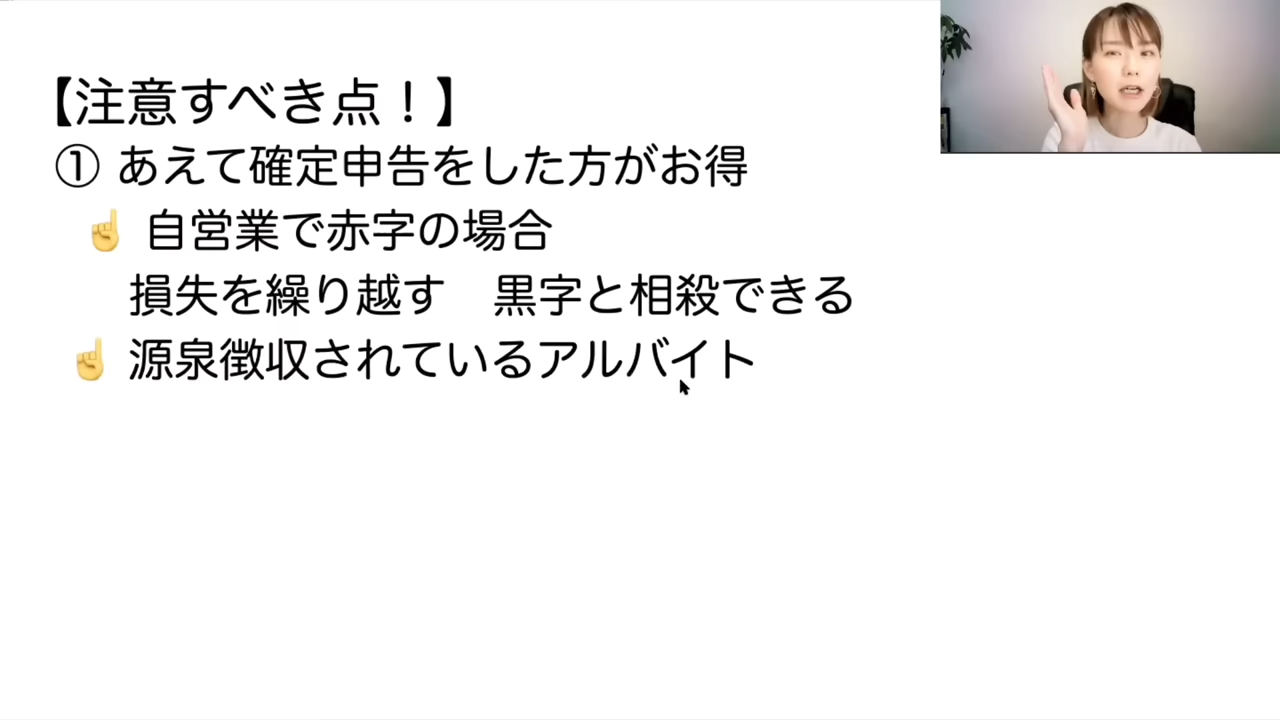 【注意すべき点！】
① あえて確定申告をした方がお得
☝ 自営業で赤字の場合
損失を繰り越す　黒字と相殺できる
☝ 源泉徴収されているアルバイト